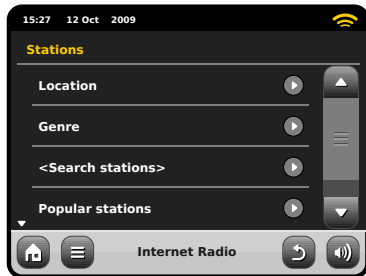 15:27 12 Oct 2009
Stations
Location
Genre
<Search stations>
Popular stations
Internet Radio